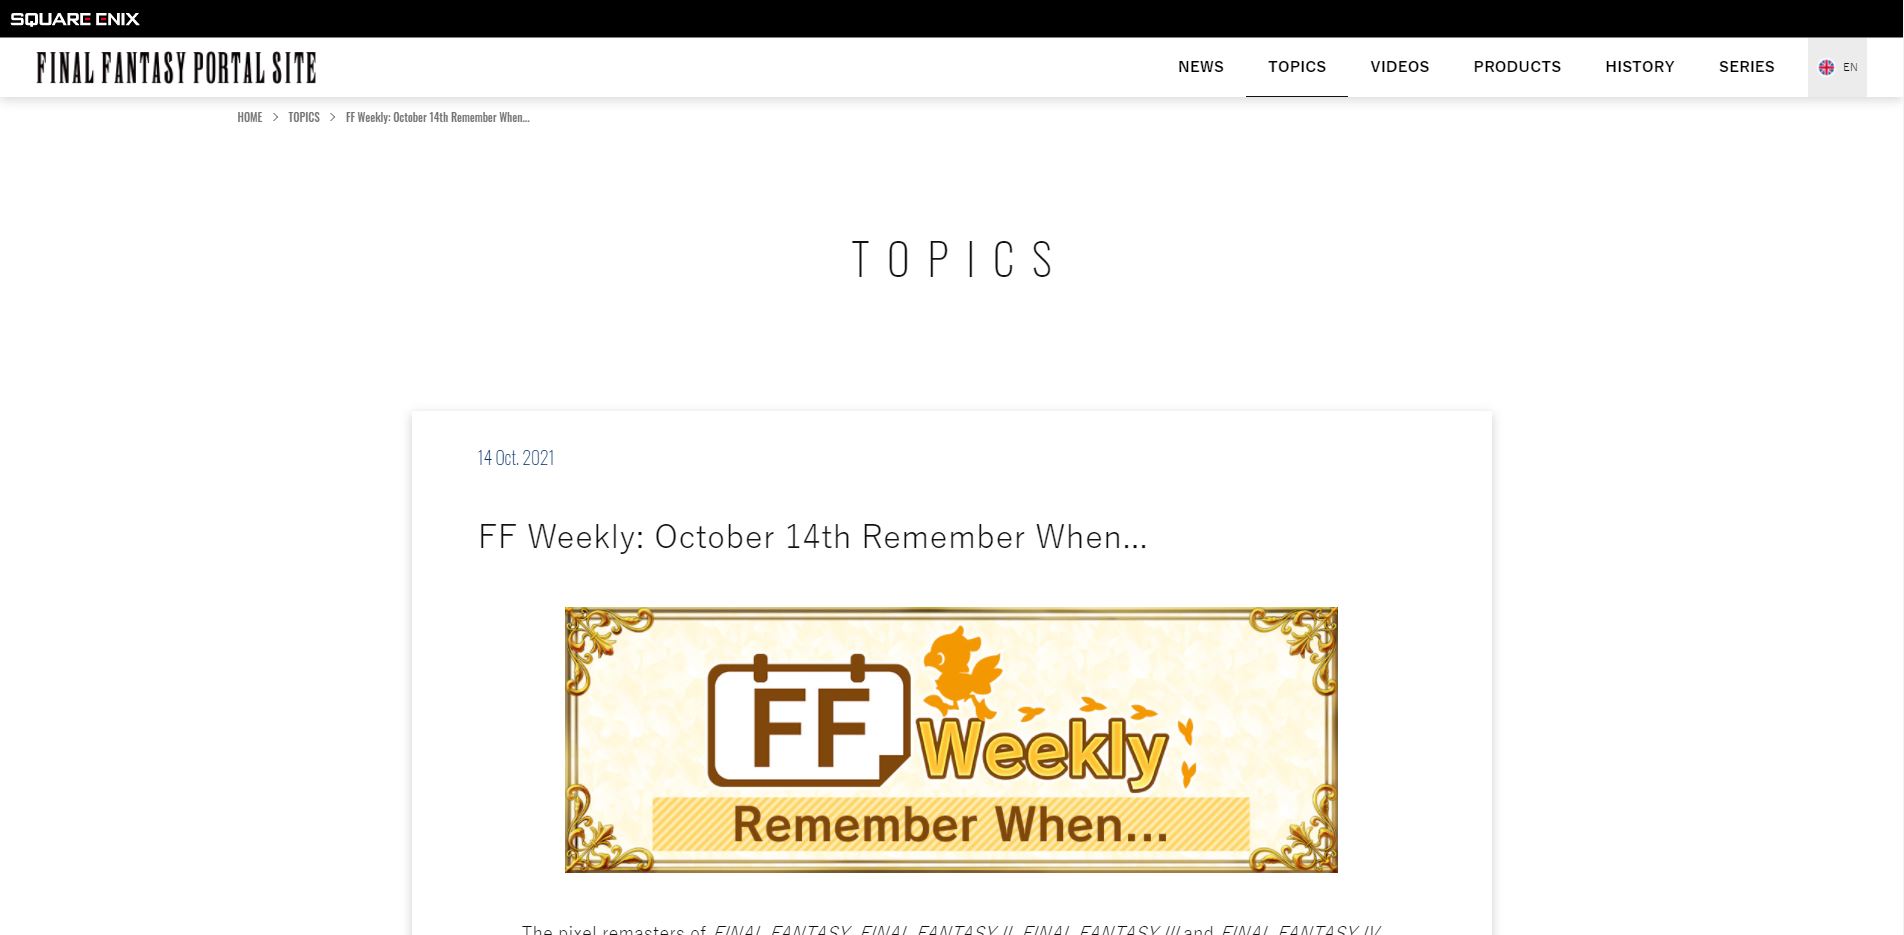 SQUARE ENIX
FINAL FANTASY PORTAL SITE
NEWS TOPICS VIDEOS PRODUCTS HISTORY SERIES EN
HOME > TOPICS > FF Weekly: October 14th Remember When…
TOPICS
14 Oct. 2021
FF Weekly: October 14th Remember When…
FF Weekly
Remember When...
The pixel remasters of FINAL FANTASY, FINAL FANTASY II, FINAL FANTASY III and FINAL FANTASY IV